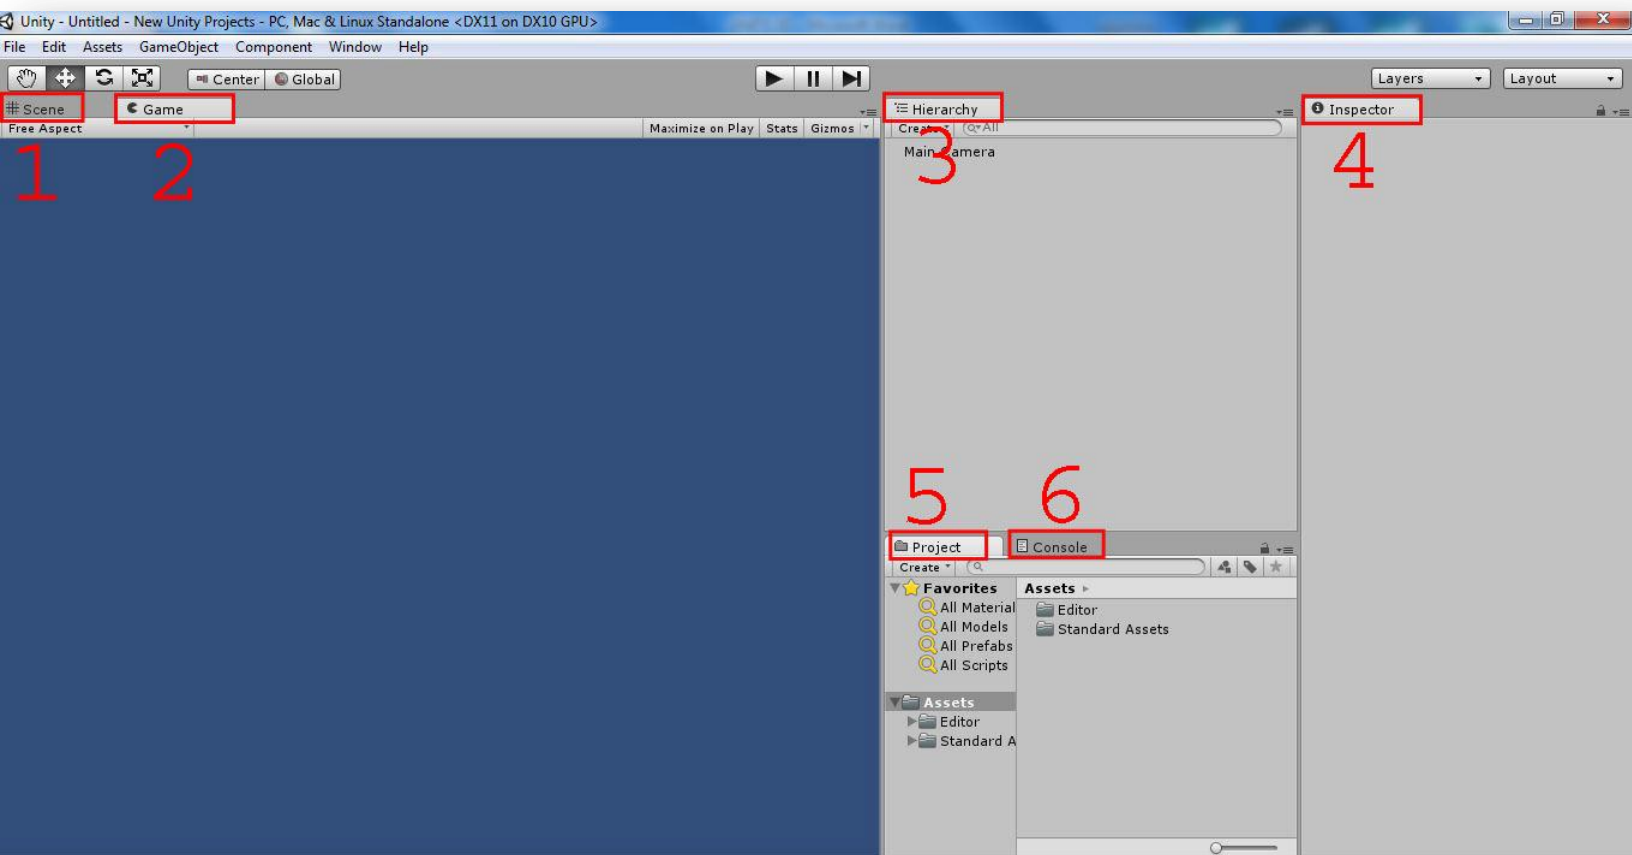 Unity - Untitled - New Unity Projects - PC, Mac & Linux Standalone <DX11 on DX10 GPU>
File Edit Assets GameObject Component Window Help
Center Global Layers Layout
Scene Game Hierarchy Inspector
Free Aspect Maximize on Play Stats Gizmos Create All
Main Camera
1 2 3 4
5 6
Project Console
Create
Favorites Assets
All Material Editor
All Models Standard Assets
All Prefabs
All Scripts
Assets
Editor
Standard A